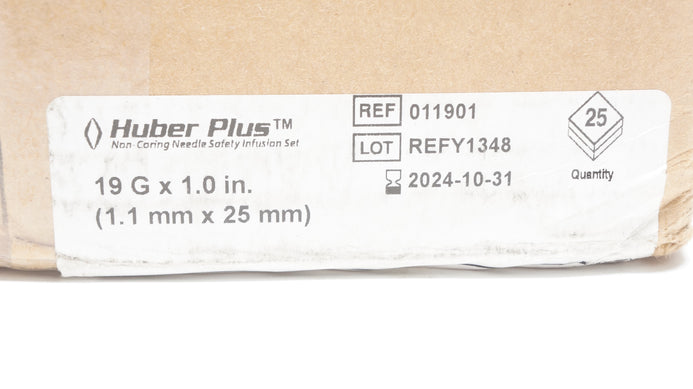 Huber Plus™
Non-Coring Needle Safety Infusion Set
19 G x 1.0 in.
(1.1 mm x 25 mm)
REF 011901
LOT REFY1348
2024-10-31
25
Quantity